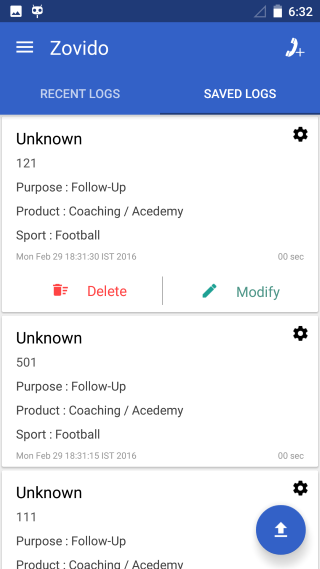 6:32
Zovido
RECENT LOGS
SAVED LOGS
Unknown
121
Purpose : Follow-Up
Product : Coaching / Acedemy
Sport : Football
Mon Feb 29 18:31:30 IST 2016
00 sec
Delete
Modify
Unknown
501
Purpose : Follow-Up
Product : Coaching / Acedemy
Sport : Football
Mon Feb 29 18:31:15 IST 2016
00 sec
Unknown
111
Purpose : Follow-Up
Product : Coaching / Acedemy